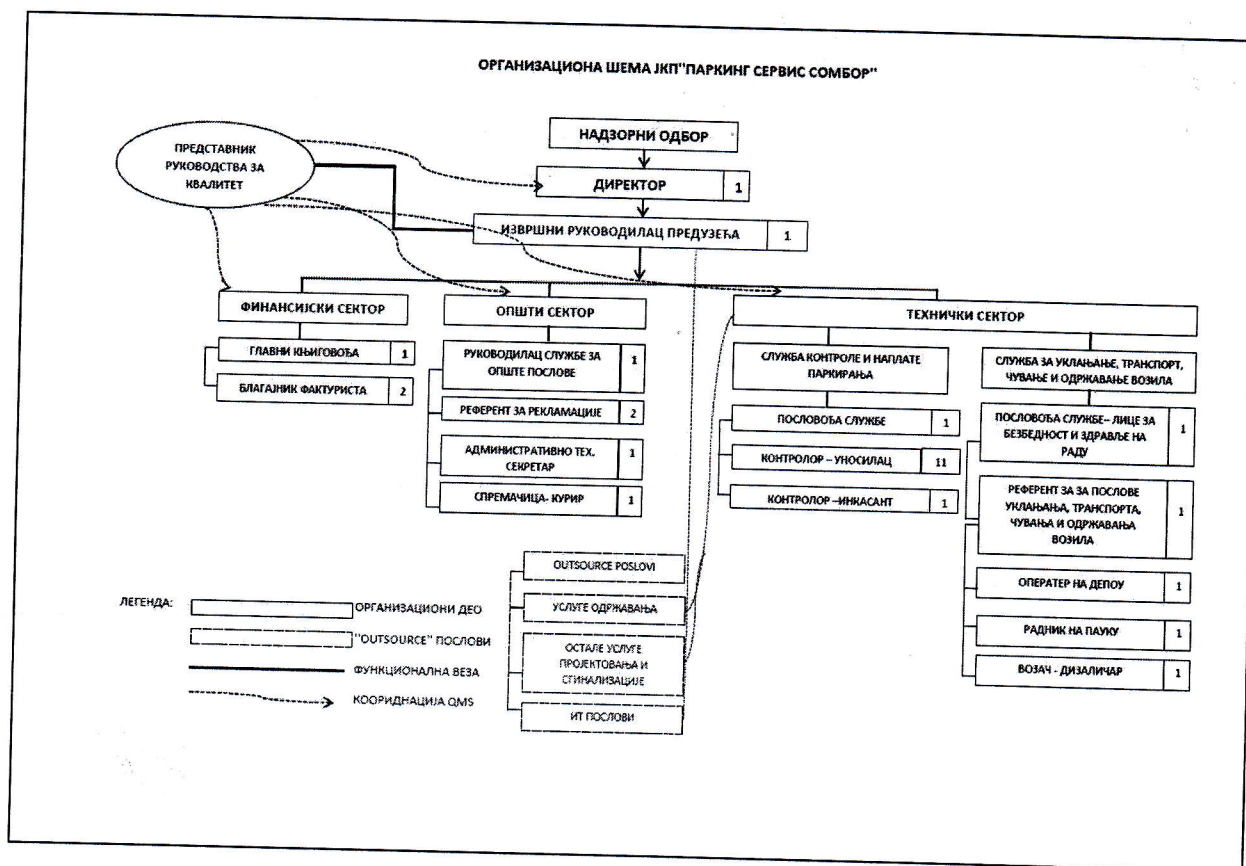 ОРГАНИЗАЦИОНА ШЕМА ЈКП"ПАРКИНГ СЕРВИС СОМБОР"
НАДЗОРНИ ОДБОР
ПРЕДСТАВНИК
РУКОВОДСТВА ЗА
КВАЛИТЕТ
ДИРЕКТОР 1
ИЗВРШНИ РУКОВОДИЛАЦ ПРЕДУЗЕЋА 1
ФИНАНСИЈСКИ СЕКТОР
ГЛАВНИ КЊИГОВОЂА 1
БЛАГАЈНИК ФАКТУРИСТА 2
ОПШТИ СЕКТОР
РУКОВОДИЛАЦ СЛУЖБЕ ЗА
ОПШТЕ ПОСЛОВЕ 1
РЕФЕРЕНТ ЗА РЕКЛАМАЦИЈЕ 2
АДМИНИСТРАТИВНО ТЕХ.
СЕКРЕТАР 1
СПРЕМАЧИЦА- КУРИР 1
ТЕХНИЧКИ СЕКТОР
СЛУЖБА КОНТРОЛЕ И НАПЛАТЕ
ПАРКИРАЊА
ПОСЛОВОЂА СЛУЖБЕ 1
КОНТРОЛОР – УНОСИЛАЦ 11
КОНТРОЛОР –ИНКАСАНТ 1
СЛУЖБА ЗА УКЛАЊАЊЕ, ТРАНСПОРТ,
ЧУВАЊЕ И ОДРЖАВАЊЕ ВОЗИЛА
ПОСЛОВОЂА СЛУЖБЕ– ЛИЦЕ ЗА
БЕЗБЕДНОСТ И ЗДРАВЉЕ НА
РАДУ 1
РЕФЕРЕНТ ЗА ЗА ПОСЛОВЕ
УКЛАЊАЊА, ТРАНСПОРТА,
ЧУВАЊА И ОДРЖАВАЊА
ВОЗИЛА 1
ОПЕРАТЕР НА ДЕПОУ 1
РАДНИК НА ПАУКУ 1
ВОЗАЧ - ДИЗАЛИЧАР 1
OUTSOURCE POSLOVI
УСЛУГЕ ОДРЖАВАЊА
ОСТАЛЕ УСЛУГЕ
ПРОЈЕКТОВАЊА И
СГИНАЛИЗАЦИЈЕ
ИТ ПОСЛОВИ
ЛЕГЕНДА:
ОРГАНИЗАЦИОНИ ДЕО
"OUTSOURCE" ПОСЛОВИ
ФУНКЦИОНАЛНА ВЕЗА
КООРИДНАЦИЈА QMS